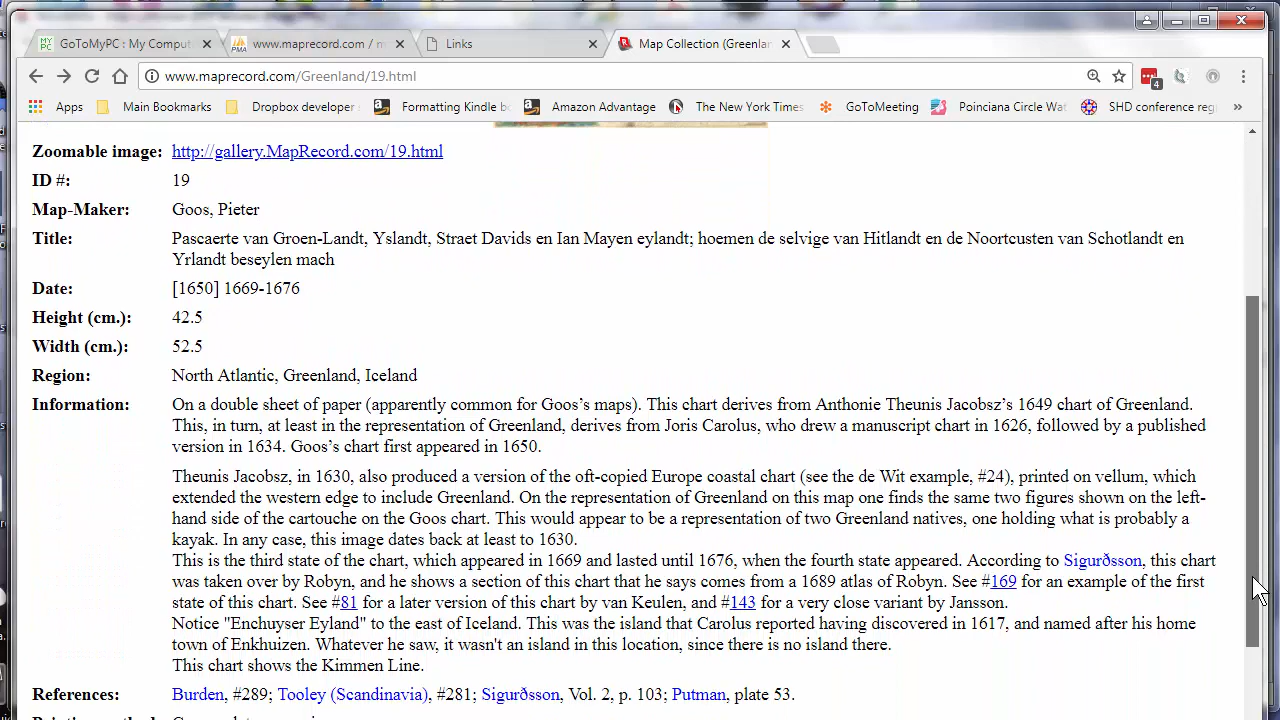 GoToMyPC : My Comput
www.maprecord.com / m
Links
Map Collection (Greenlan
www.maprecord.com/Greenland/19.html
4
Apps
Main Bookmarks
Dropbox developer
Formatting Kindle b
Amazon Advantage
The New York Times
GoToMeeting
Poinciana Circle Wat
SHD conference regi
»
Zoomable image: http://gallery.MapRecord.com/19.html
ID #: 19
Map-Maker: Goos, Pieter
Title: Pascaerte van Groen-Landt, Yslandt, Straet Davids en Ian Mayen eylandt; hoemen de selvige van Hitlandt en de Noortcusten van Schotlandt en
Yrlandt beseylen mach
Date: [1650] 1669-1676
Height (cm.): 42.5
Width (cm.): 52.5
Region: North Atlantic, Greenland, Iceland
Information: On a double sheet of paper (apparently common for Goos’s maps). This chart derives from Anthonie Theunis Jacobsz’s 1649 chart of Greenland.
This, in turn, at least in the representation of Greenland, derives from Joris Carolus, who drew a manuscript chart in 1626, followed by a published
version in 1634. Goos’s chart first appeared in 1650.
Theunis Jacobsz, in 1630, also produced a version of the oft-copied Europe coastal chart (see the de Wit example, #24), printed on vellum, which
extended the western edge to include Greenland. On the representation of Greenland on this map one finds the same two figures shown on the left-
hand side of the cartouche on the Goos chart. This would appear to be a representation of two Greenland natives, one holding what is probably a
kayak. In any case, this image dates back at least to 1630.
This is the third state of the chart, which appeared in 1669 and lasted until 1676, when the fourth state appeared. According to Sigurðsson, this chart
was taken over by Robyn, and he shows a section of this chart that he says comes from a 1689 atlas of Robyn. See #169 for an example of the first
state of this chart. See #81 for a later version of this chart by van Keulen, and #143 for a very close variant by Jansson.
Notice "Enchuyser Eyland" to the east of Iceland. This was the island that Carolus reported having discovered in 1617, and named after his home
town of Enkhuizen. Whatever he saw, it wasn't an island in this location, since there is no island there.
This chart shows the Kimmen Line.
References: Burden, #289; Tooley (Scandinavia), #281; Sigurðsson, Vol. 2, p. 103; Putman, plate 53.